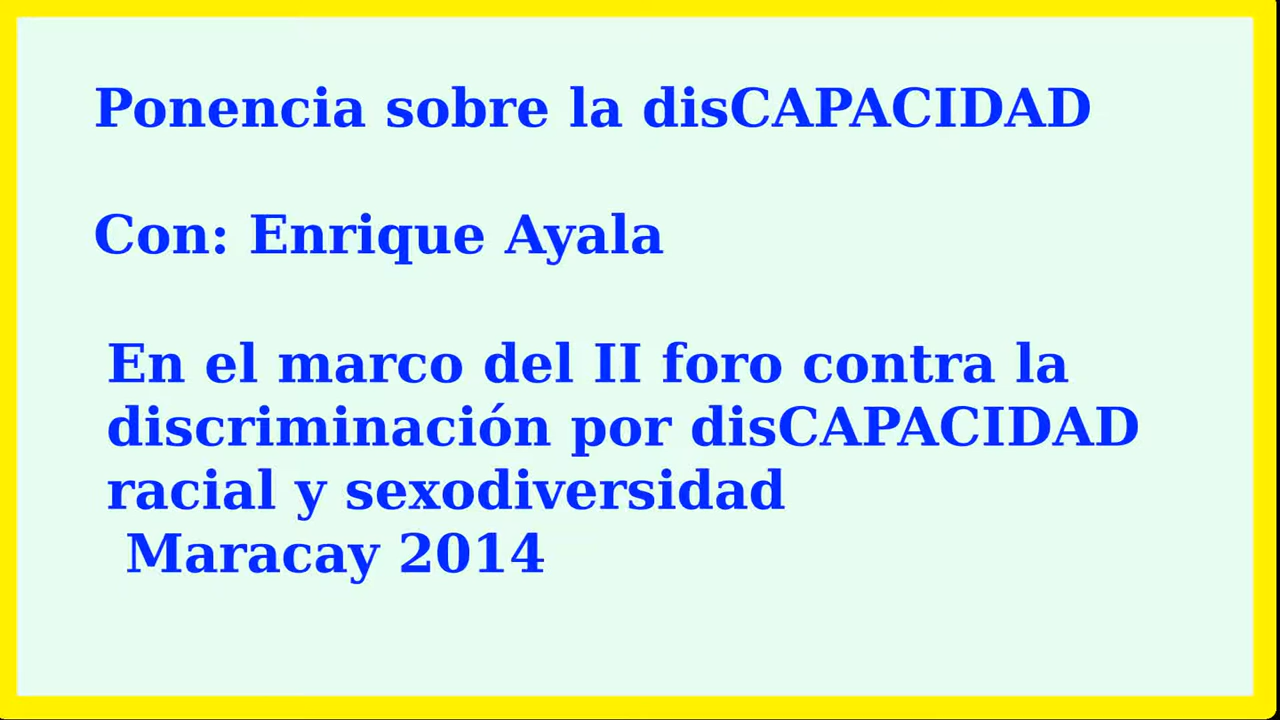 Ponencia sobre la disCAPACIDAD
Con: Enrique Ayala
En el marco del II foro contra la
discriminación por disCAPACIDAD
racial y sexodiversidad
Maracay 2014